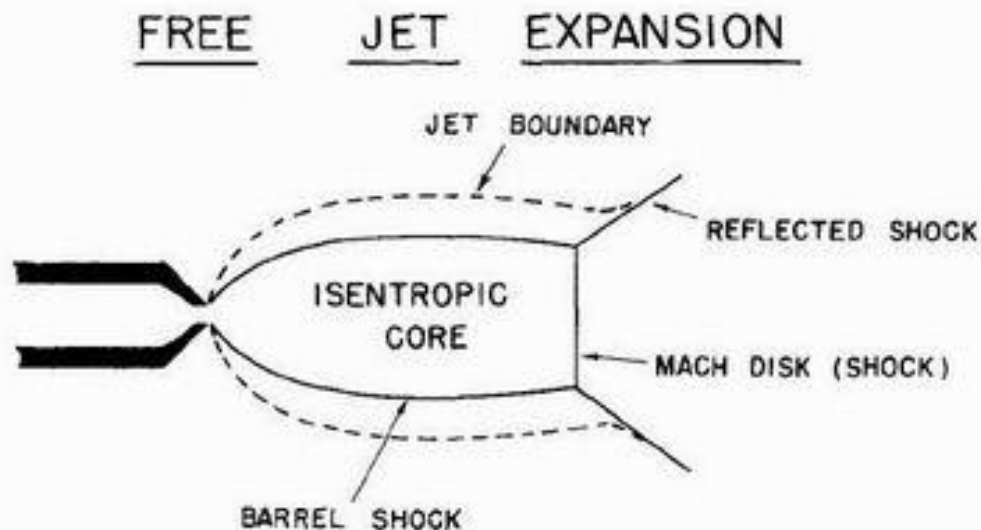 FREE JET EXPANSION
JET BOUNDARY
REFLECTED SHOCK
ISENTROPIC
CORE
MACH DISK (SHOCK)
BARREL SHOCK